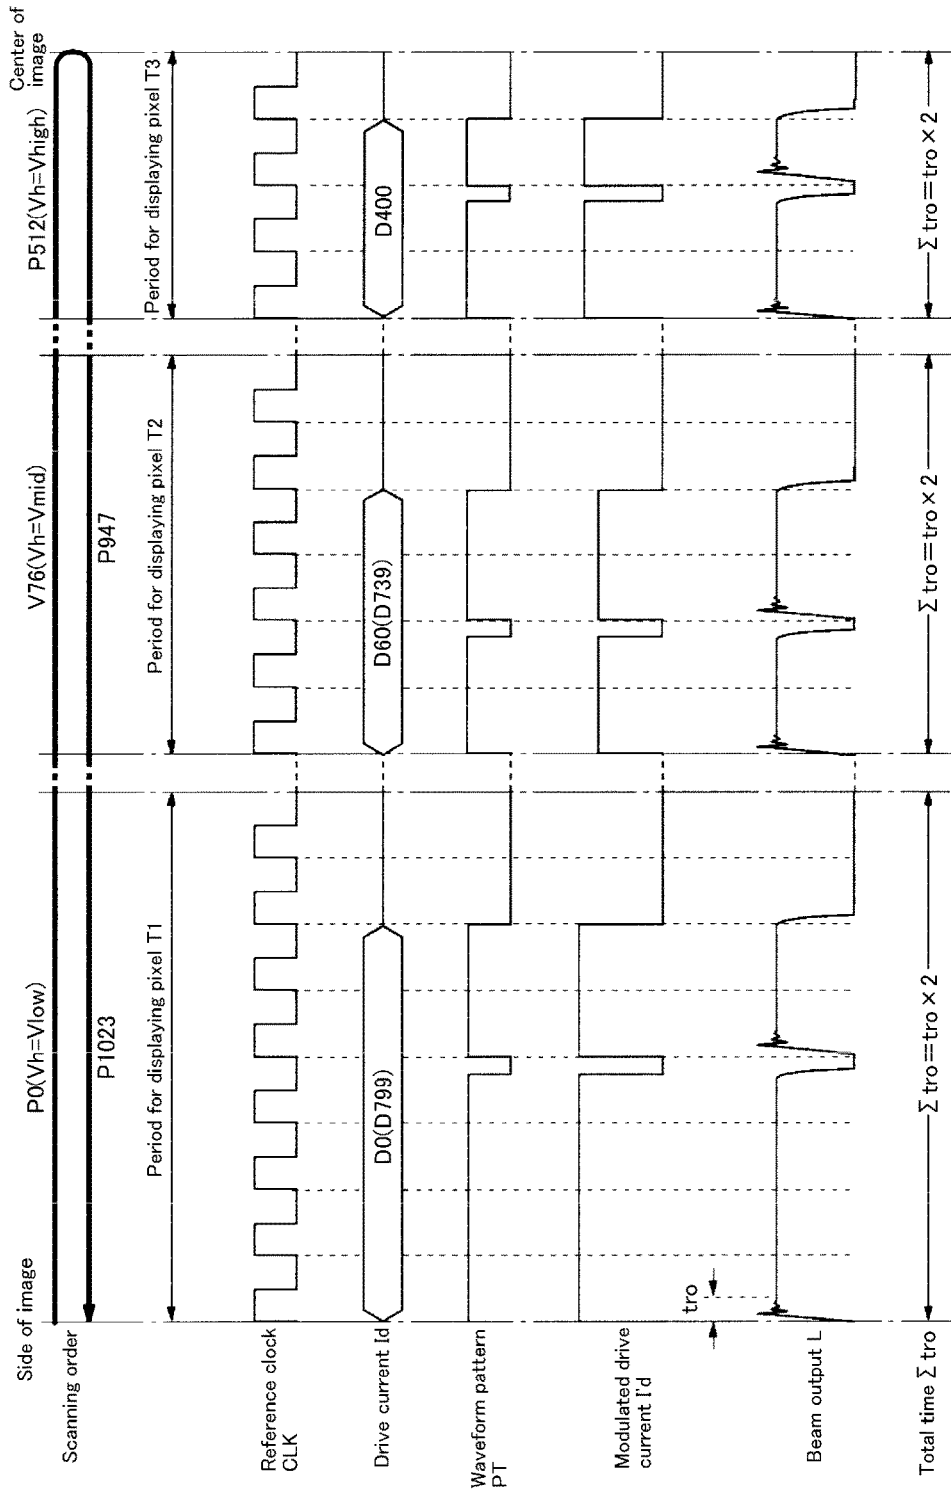 Side of image
Center of
image
Scanning order
P0(Vh=Vlow)
V76(Vh=Vmid)
P512(Vh=Vhigh)
P1023
P947
Period for displaying pixel T1
Period for displaying pixel T2
Period for displaying pixel T3
Reference clock
CLK
Drive current Id
D0(D799)
D60(D739)
D400
Waveform pattern
PT
Modulated drive
current I'd
tro
Beam output L
Total time Σ tro
Σ tro=tro×2
Σ tro=tro×2
Σ tro=tro×2